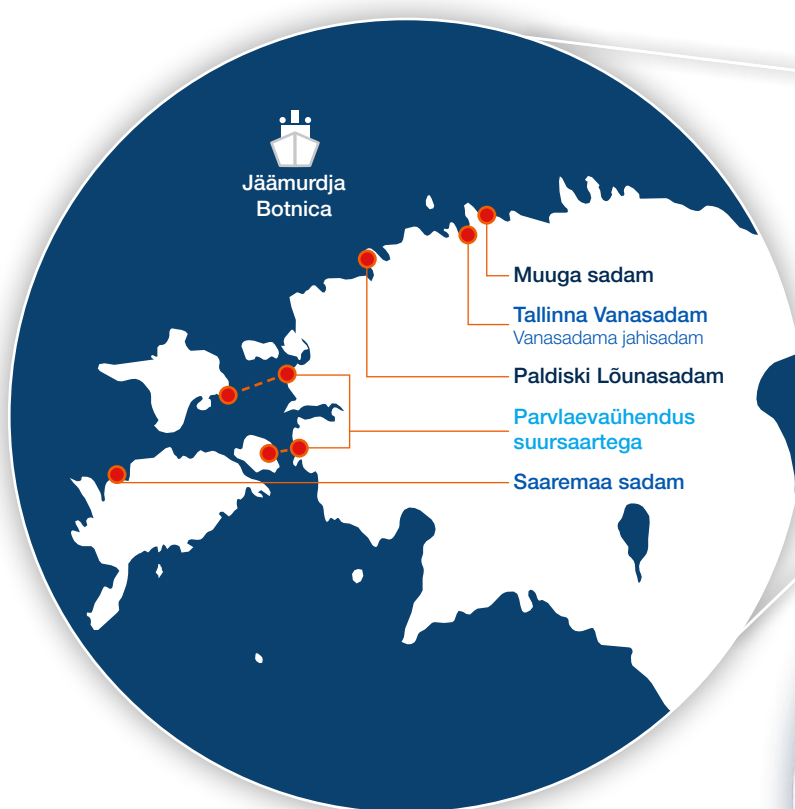 Jäämurdja
Botnica
Muuga sadam
Tallinna Vanasadam
Vanasadama jahisadam
Paldiski Lõunasadam
Parvlaevaühendus
suursaartega
Saaremaa sadam